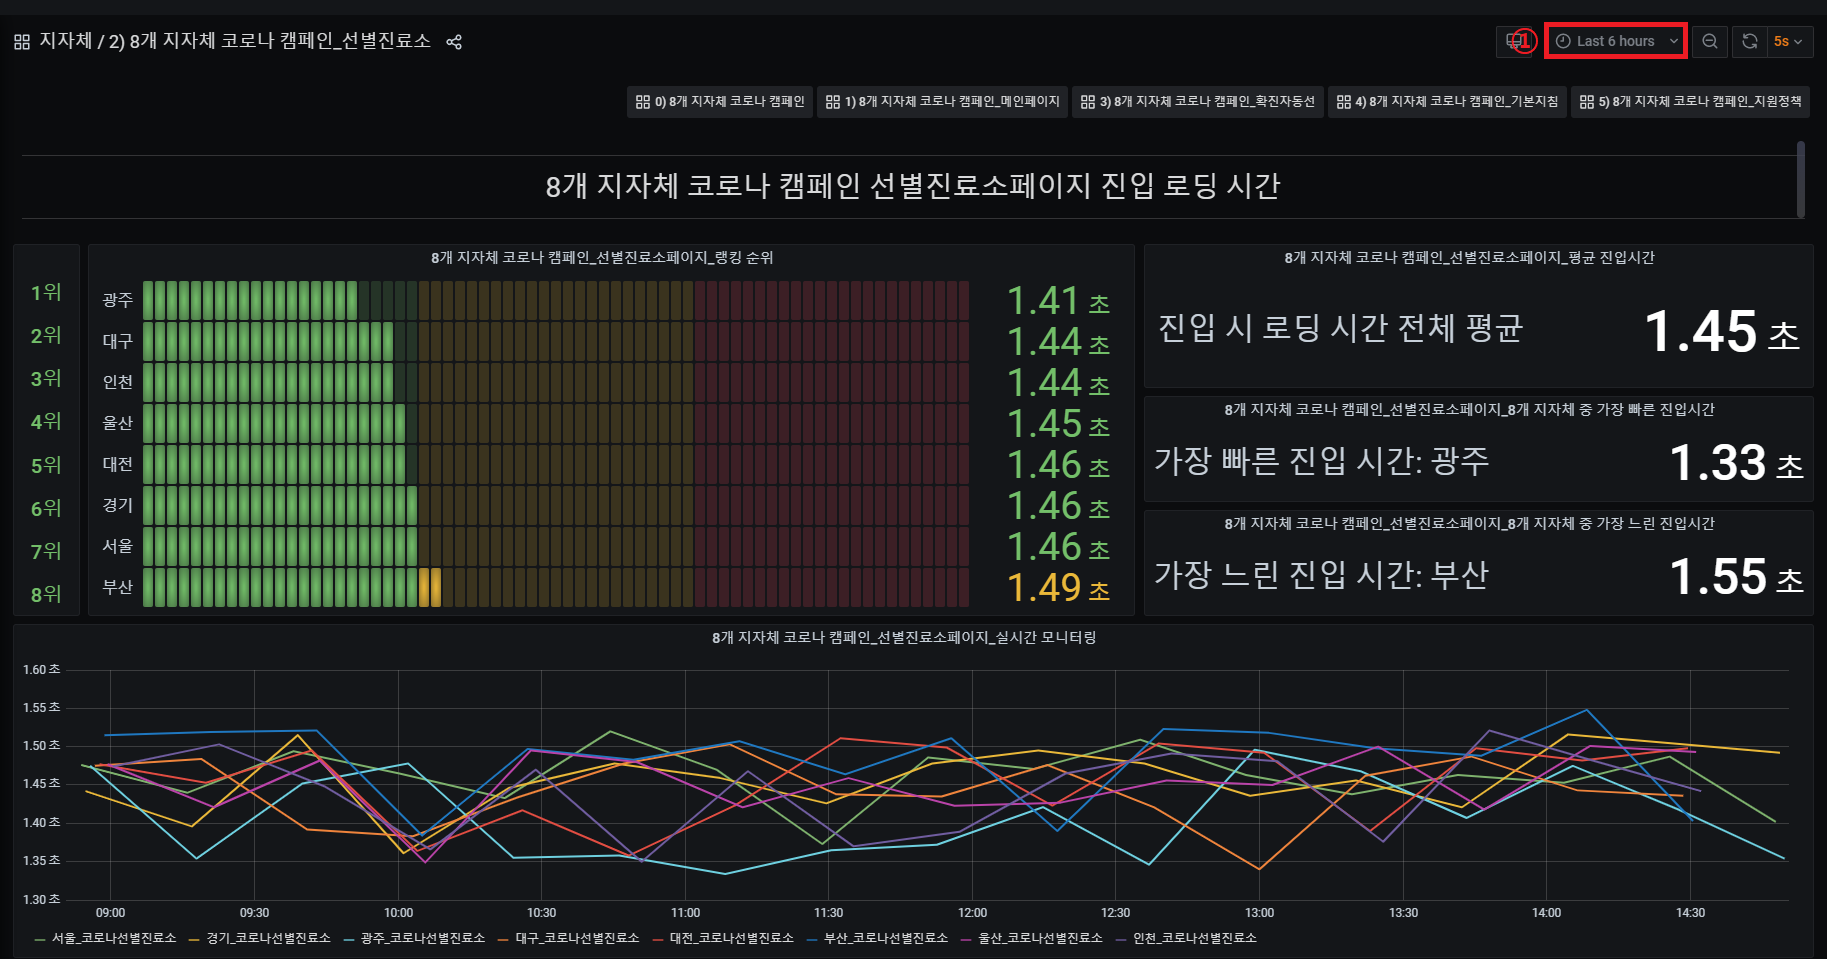 지자체 / 2) 8개 지자체 코로나 캠페인_선별진료소
1
Last 6 hours
5s
0) 8개 지자체 코로나 캠페인
1) 8개 지자체 코로나 캠페인_메인페이지
3) 8개 지자체 코로나 캠페인_확진자동선
4) 8개 지자체 코로나 캠페인_기본지침
5) 8개 지자체 코로나 캠페인_지원정책
8개 지자체 코로나 캠페인 선별진료소페이지 진입 로딩 시간
8개 지자체 코로나 캠페인_선별진료소페이지_랭킹 순위
1위 광주 1.41 초
2위 대구 1.44 초
3위 인천 1.44 초
4위 울산 1.45 초
5위 대전 1.46 초
6위 경기 1.46 초
7위 서울 1.46 초
8위 부산 1.49 초
8개 지자체 코로나 캠페인_선별진료소페이지_평균 진입시간
진입 시 로딩 시간 전체 평균 1.45 초
8개 지자체 코로나 캠페인_선별진료소페이지_8개 지자체 중 가장 빠른 진입시간
가장 빠른 진입 시간: 광주 1.33 초
8개 지자체 코로나 캠페인_선별진료소페이지_8개 지자체 중 가장 느린 진입시간
가장 느린 진입 시간: 부산 1.55 초
8개 지자체 코로나 캠페인_선별진료소페이지_실시간 모니터링
1.60 초
1.55 초
1.50 초
1.45 초
1.40 초
1.35 초
1.30 초
09:00 09:30 10:00 10:30 11:00 11:30 12:00 12:30 13:00 13:30 14:00 14:30
서울_코로나선별진료소 경기_코로나선별진료소 광주_코로나선별진료소 대구_코로나선별진료소 대전_코로나선별진료소 부산_코로나선별진료소 울산_코로나선별진료소 인천_코로나선별진료소